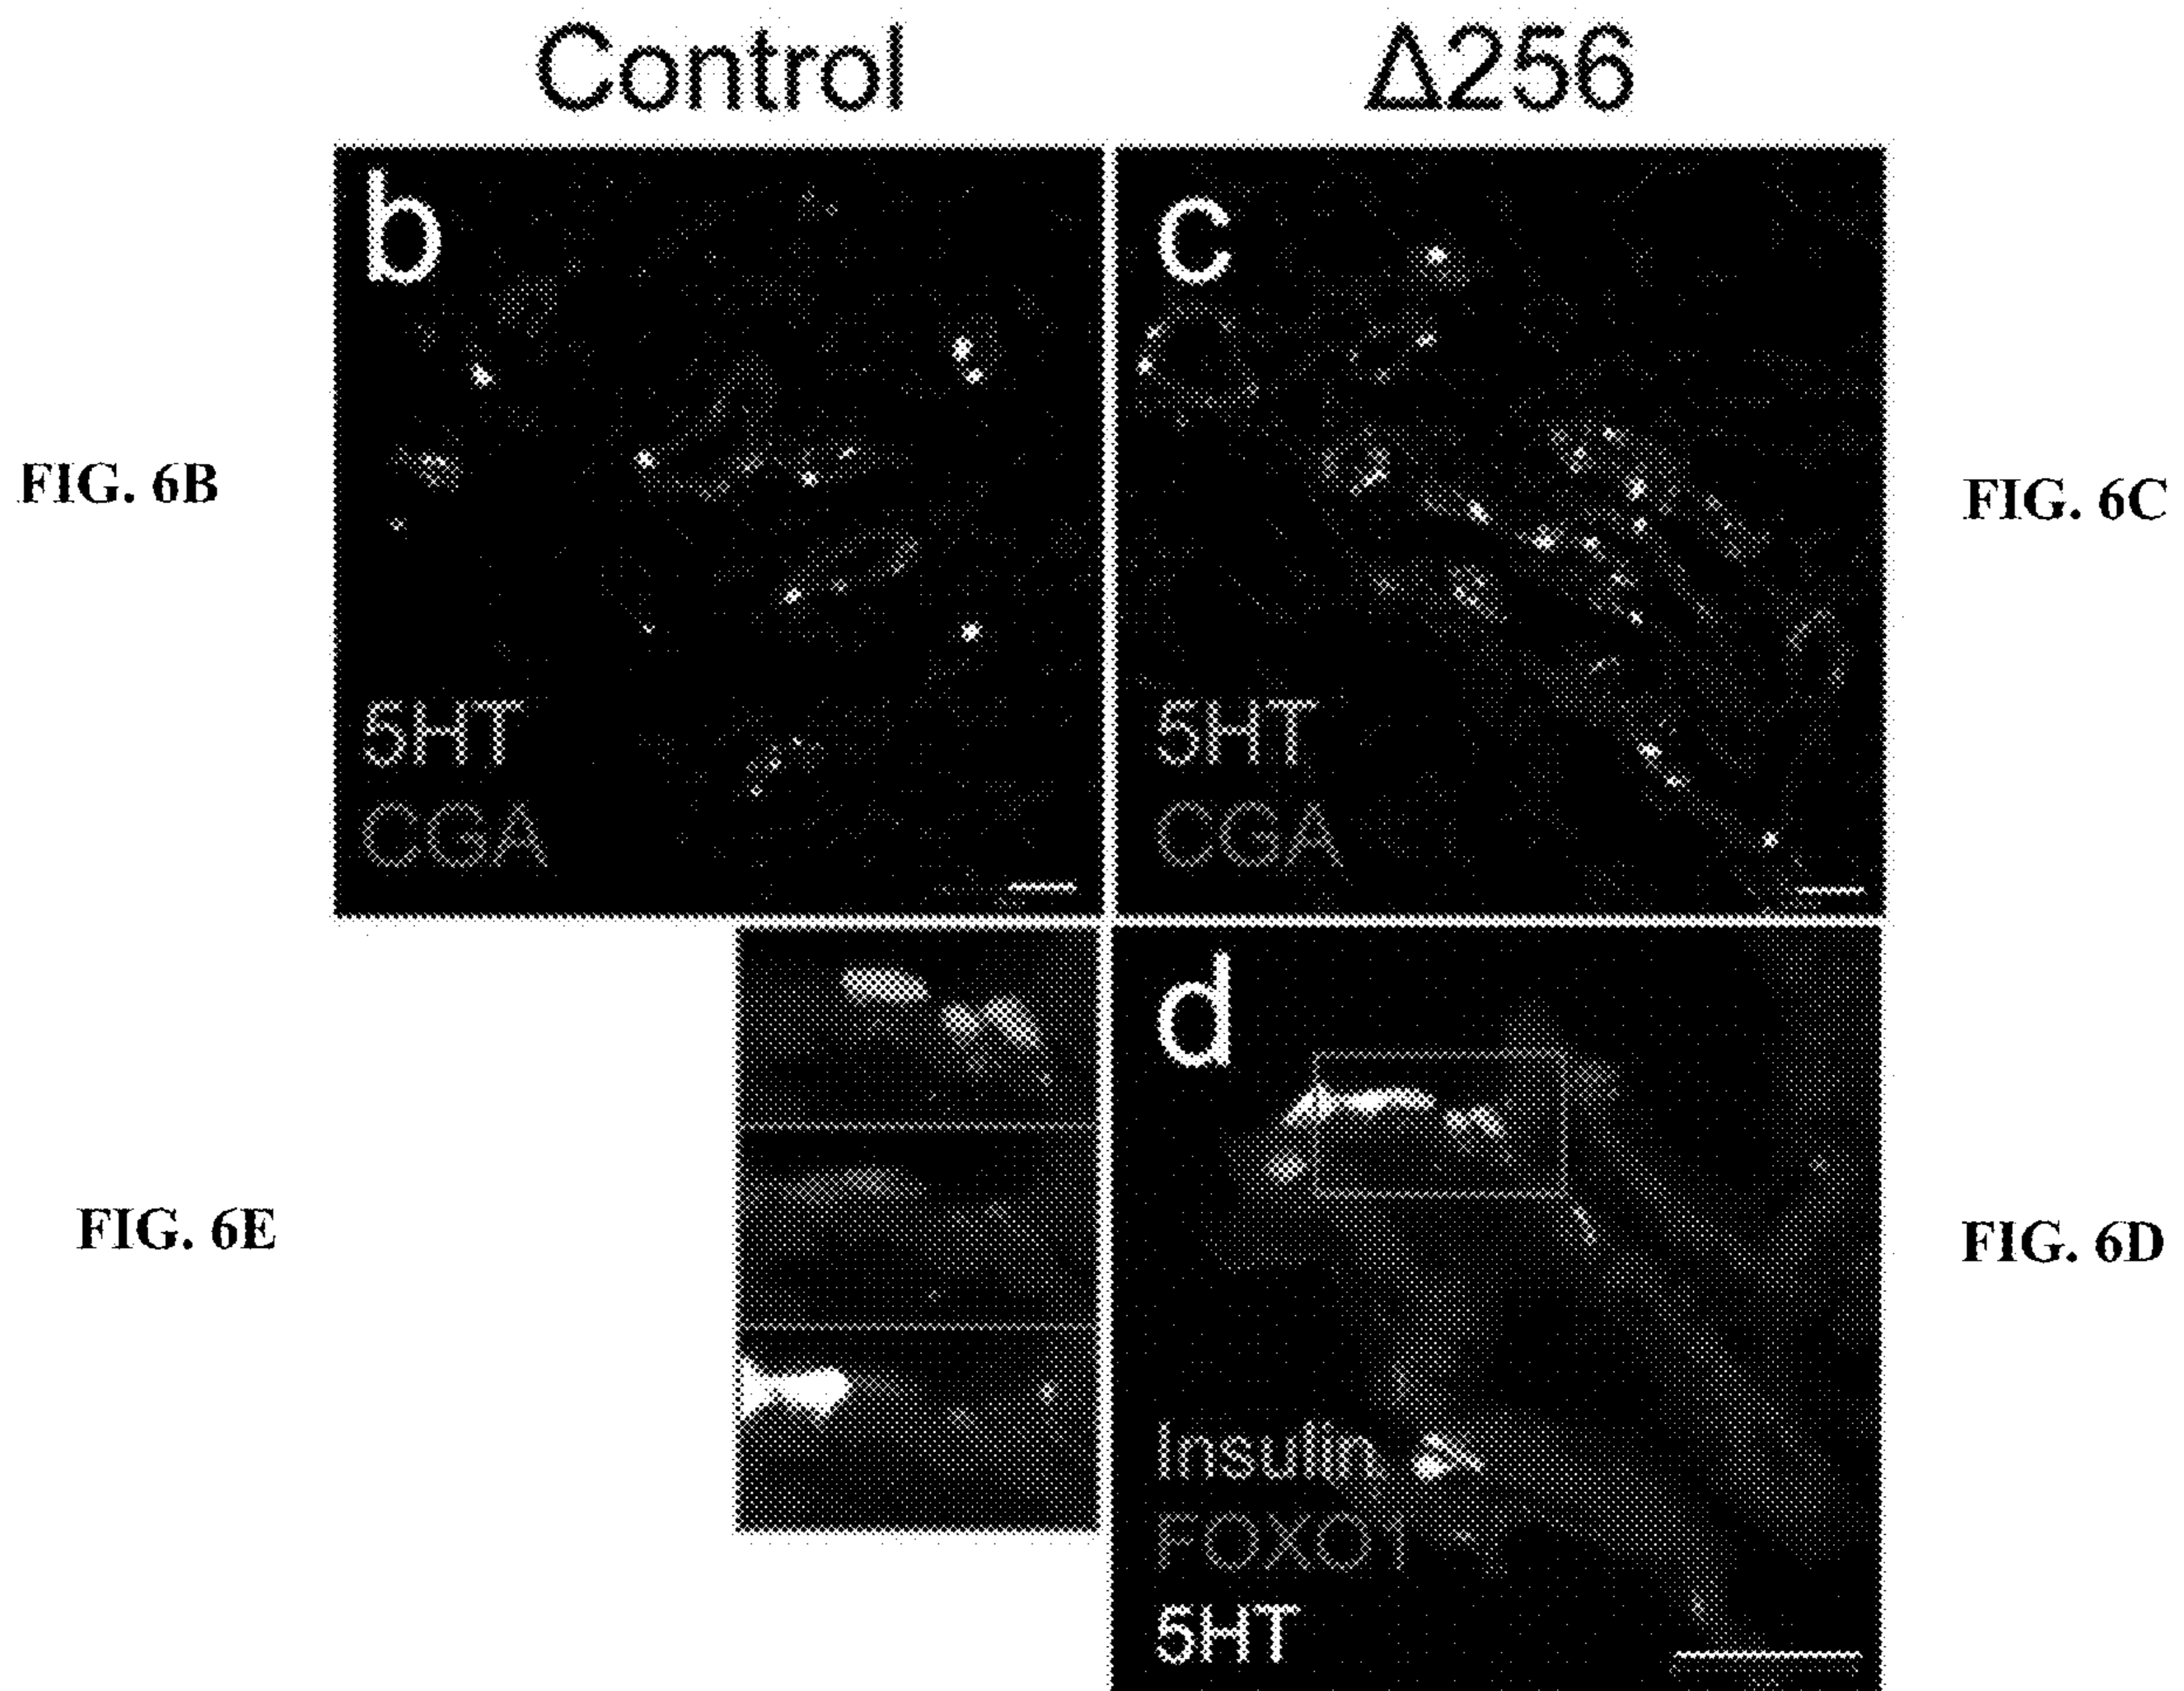 Control
Δ256
b
c
FIG. 6B
FIG. 6C
5HT
CGA
5HT
CGA
d
FIG. 6E
FIG. 6D
Insulin
FOXO1
5HT